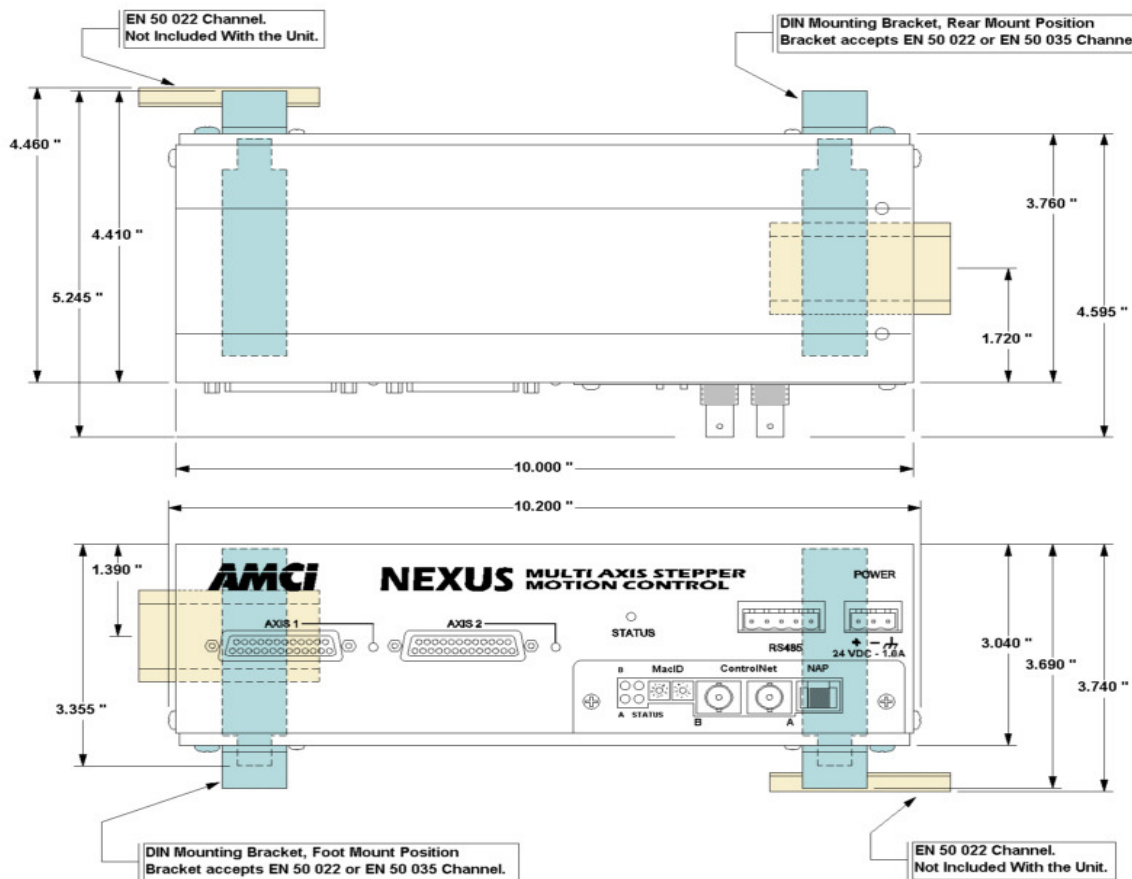 EN 50 022 Channel.
Not Included With the Unit.
DIN Mounting Bracket, Rear Mount Position
Bracket accepts EN 50 022 or EN 50 035 Channe
4.460 "
4.410 "
5.245 "
3.760 "
4.595 "
1.720 "
10.000 "
10.200 "
1.390 "
3.355 "
AMCI
NEXUS MULTI AXIS STEPPER
MOTION CONTROL
POWER
AXIS 1
AXIS 2
STATUS
RS485
+ –
24 VDC - 1.0A
B
MacID
ControlNet
NAP
A STATUS
B
A
3.040 "
3.690 "
3.740 "
DIN Mounting Bracket, Foot Mount Position
Bracket accepts EN 50 022 or EN 50 035 Channel.
EN 50 022 Channel.
Not Included With the Unit.